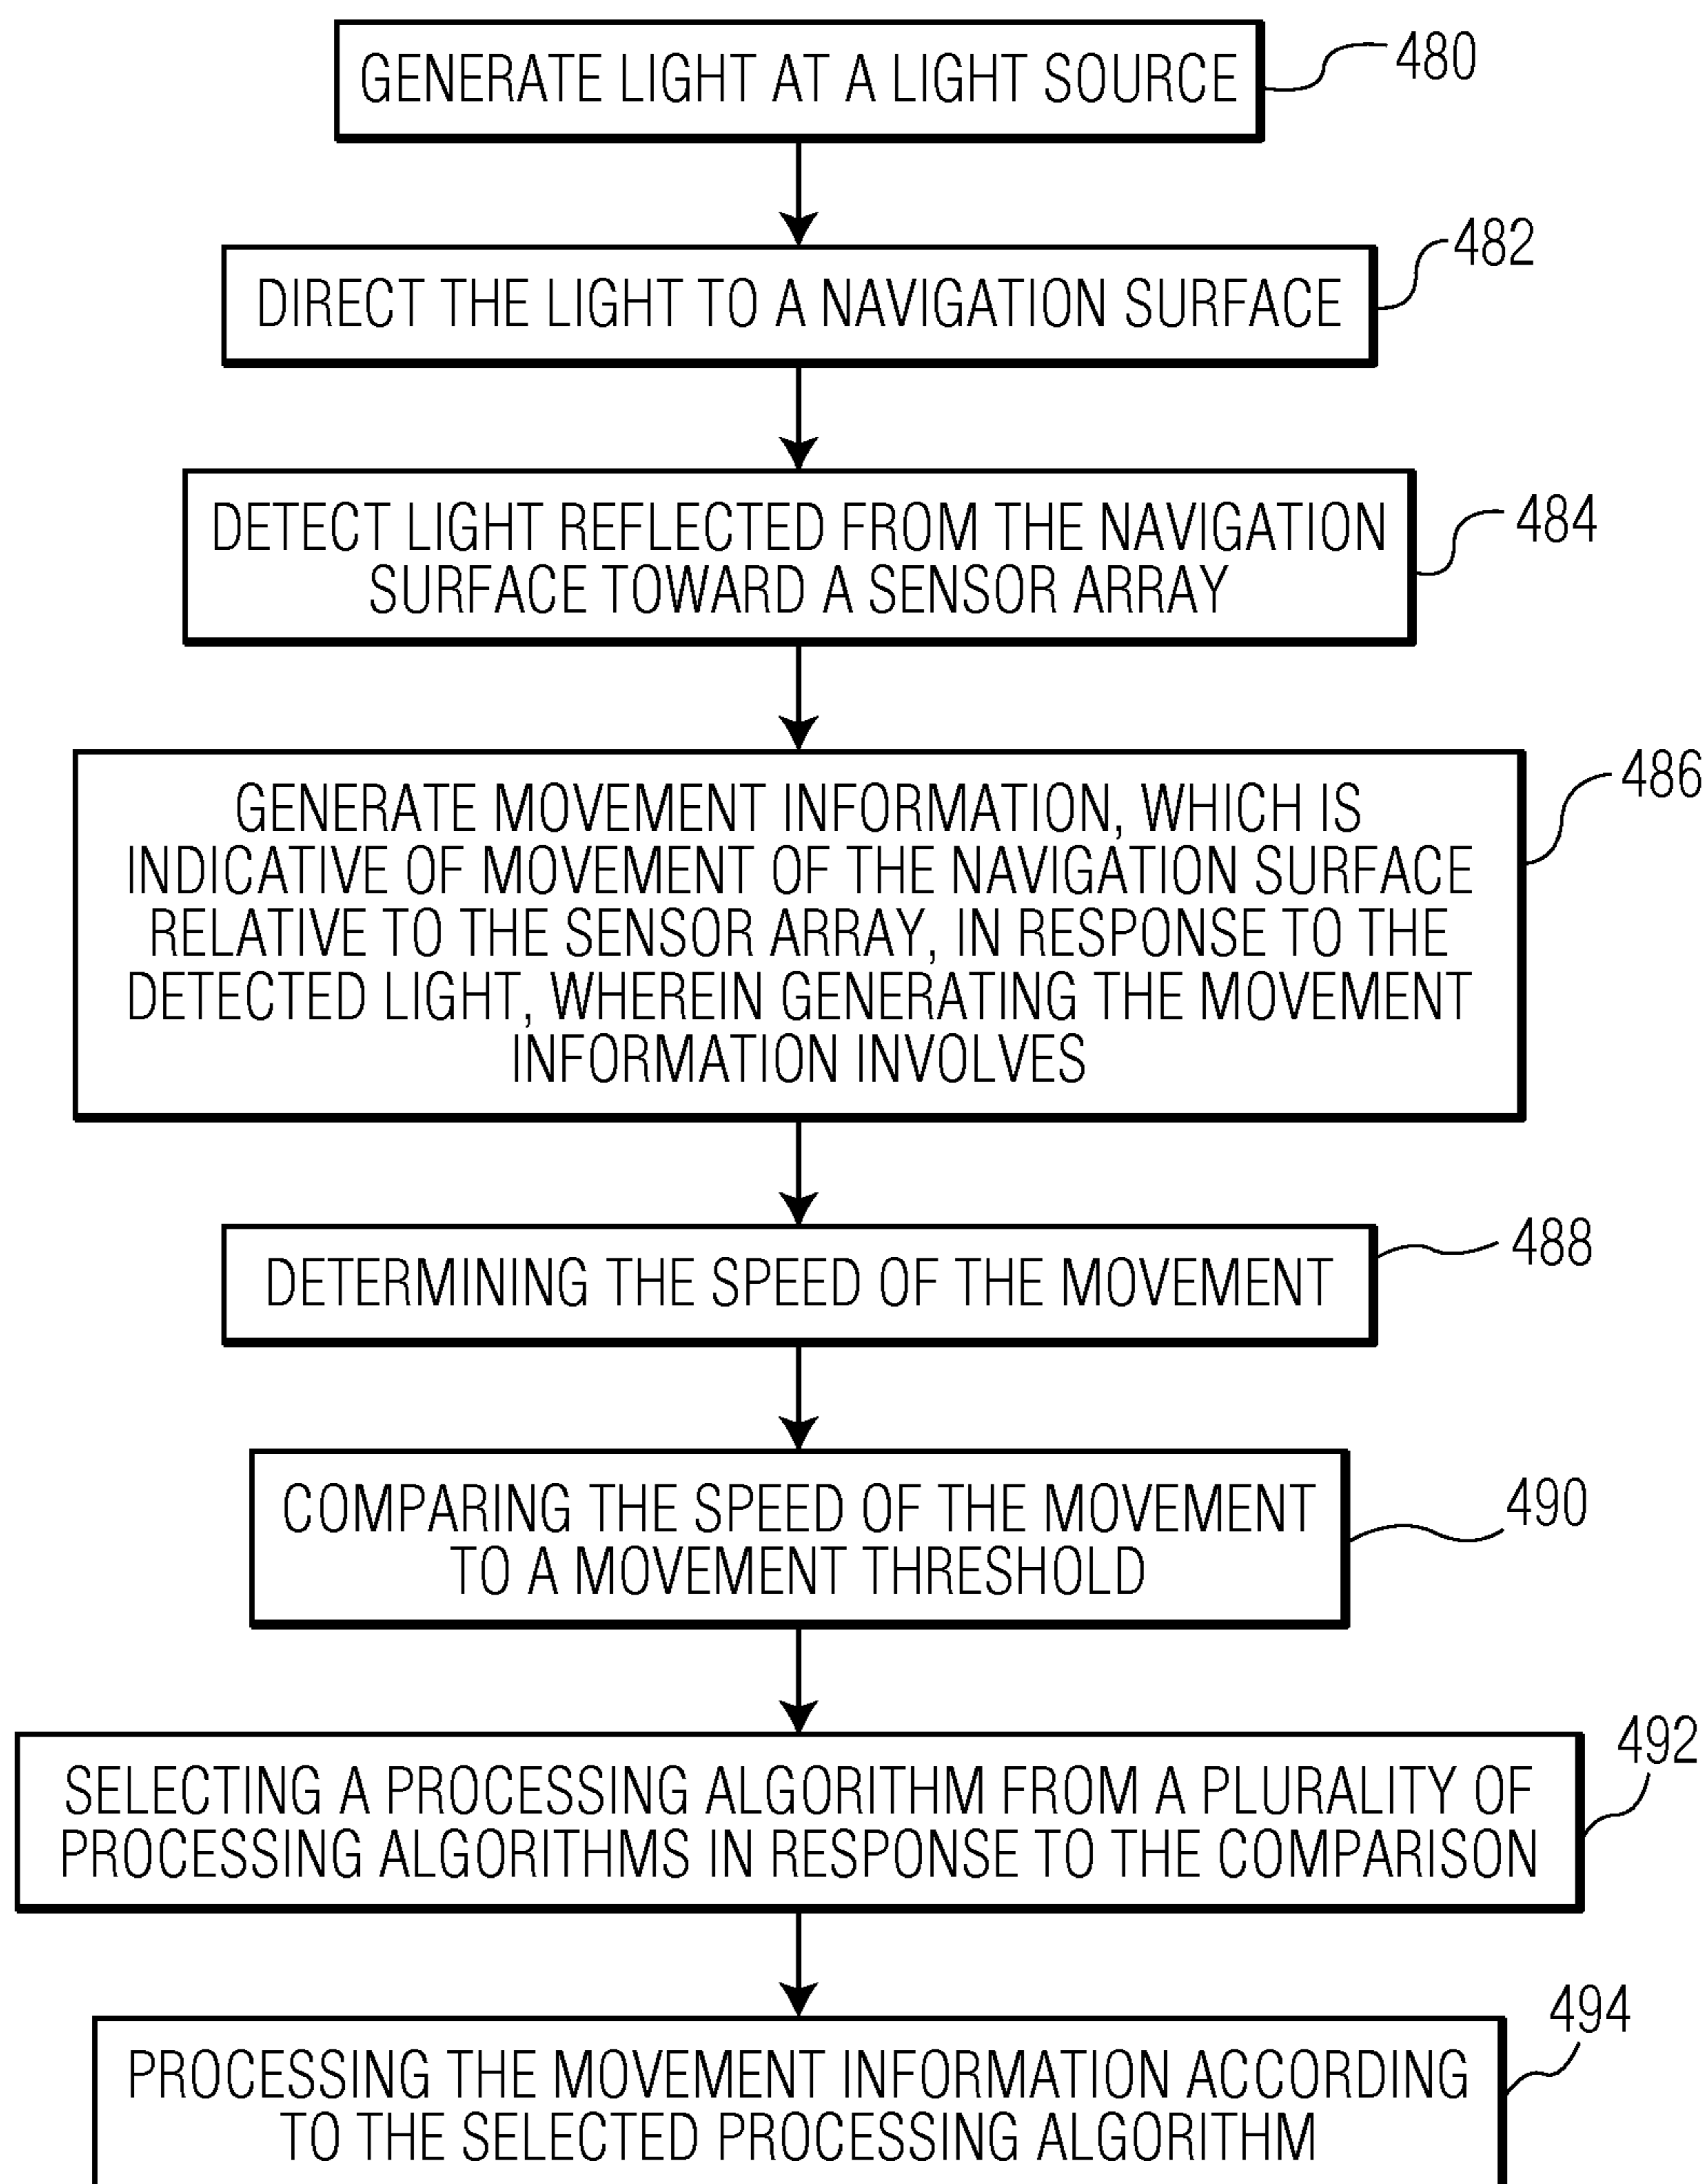 GENERATE LIGHT AT A LIGHT SOURCE
480
DIRECT THE LIGHT TO A NAVIGATION SURFACE
482
DETECT LIGHT REFLECTED FROM THE NAVIGATION
SURFACE TOWARD A SENSOR ARRAY
484
GENERATE MOVEMENT INFORMATION, WHICH IS
INDICATIVE OF MOVEMENT OF THE NAVIGATION SURFACE
RELATIVE TO THE SENSOR ARRAY, IN RESPONSE TO THE
DETECTED LIGHT, WHEREIN GENERATING THE MOVEMENT
INFORMATION INVOLVES
486
DETERMINING THE SPEED OF THE MOVEMENT
488
COMPARING THE SPEED OF THE MOVEMENT
TO A MOVEMENT THRESHOLD
490
SELECTING A PROCESSING ALGORITHM FROM A PLURALITY OF
PROCESSING ALGORITHMS IN RESPONSE TO THE COMPARISON
492
PROCESSING THE MOVEMENT INFORMATION ACCORDING
TO THE SELECTED PROCESSING ALGORITHM
494